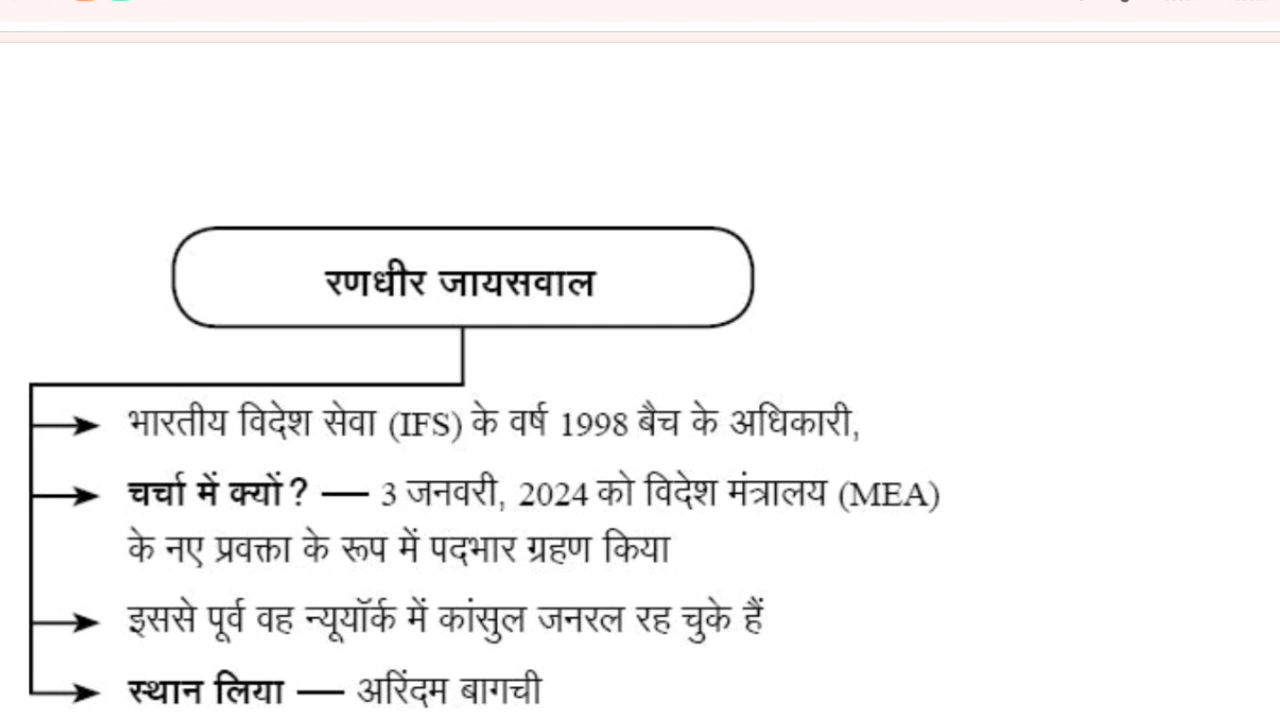 रणधीर जायसवाल
भारतीय विदेश सेवा (IFS) के वर्ष 1998 बैच के अधिकारी,
चर्चा में क्यों? — 3 जनवरी, 2024 को विदेश मंत्रालय (MEA)
के नए प्रवक्ता के रूप में पदभार ग्रहण किया
इससे पूर्व वह न्यूयॉर्क में कांसुल जनरल रह चुके हैं
स्थान लिया — अरिंदम बागची